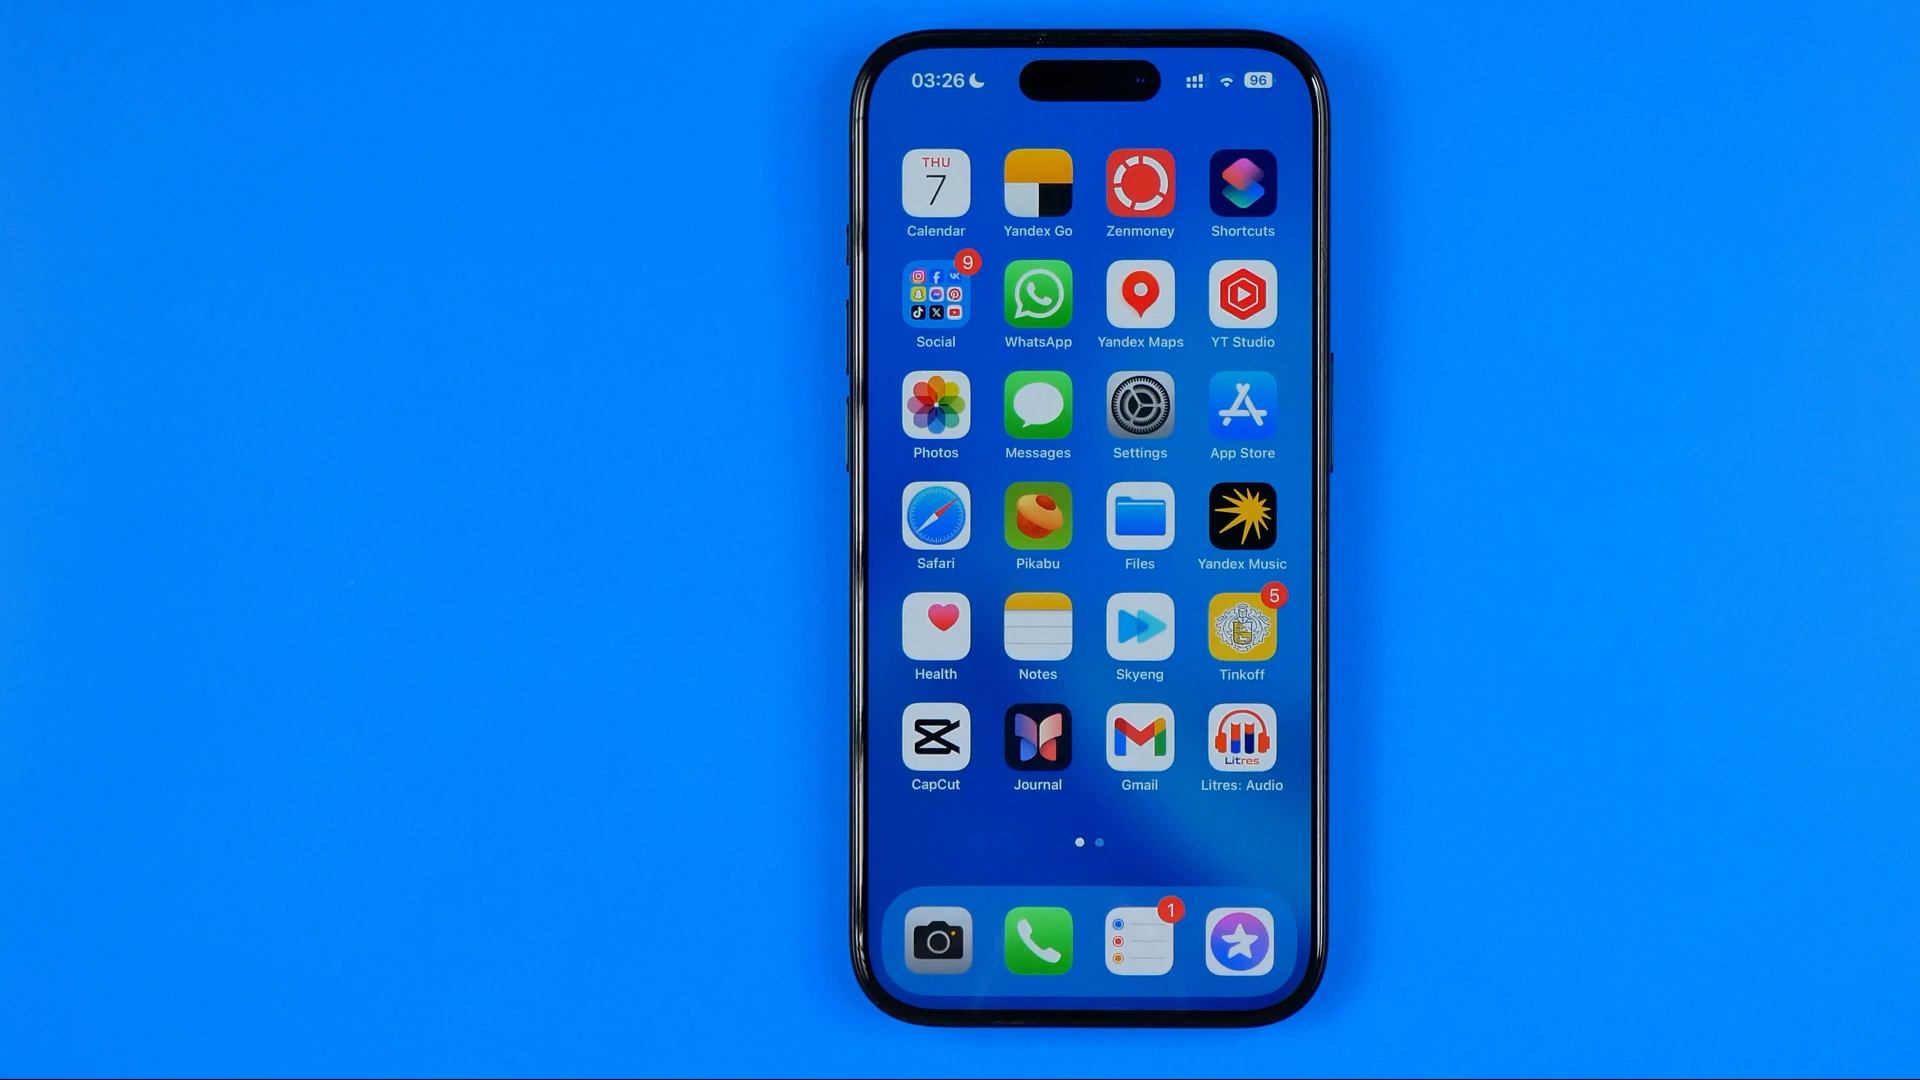 03:26 96
THU
7
Calendar Yandex Go Zenmoney Shortcuts
9
Social WhatsApp Yandex Maps YT Studio
Photos Messages Settings App Store
Safari Pikabu Files Yandex Music
5
Health Notes Skyeng Tinkoff
Litres
CapCut Journal Gmail Litres: Audio
1